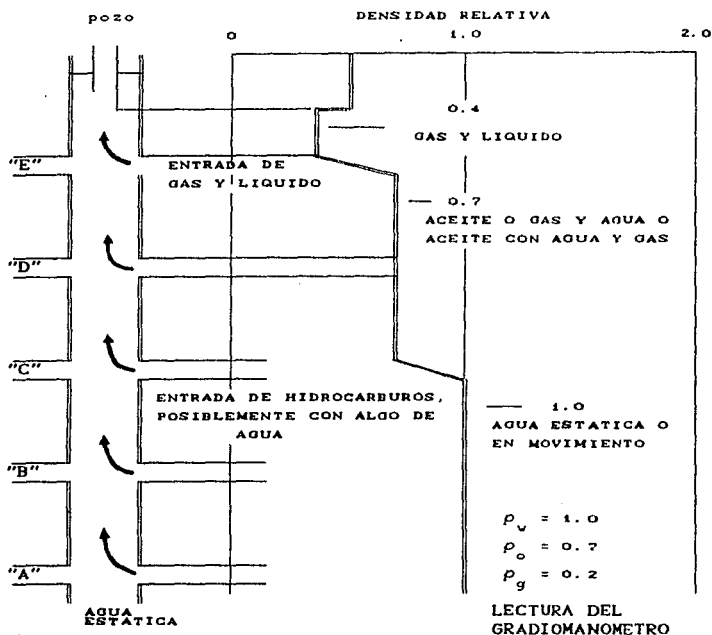 pozo
DENSIDAD RELATIVA
0
1.0
2.0
0.4
GAS Y LIQUIDO
"E"
ENTRADA DE
GAS Y LIQUIDO
0.7
ACEITE O GAS Y AGUA O
ACEITE CON AGUA Y GAS
"D"
"C"
ENTRADA DE HIDROCARBUROS,
POSIBLEMENTE CON ALGO DE
AGUA
1.0
AGUA ESTATICA O
EN MOVIMIENTO
"B"
ρw = 1.0
ρo = 0.7
ρg = 0.2
"A"
AGUA
ESTATICA
LECTURA DEL
GRADIOMANOMETRO